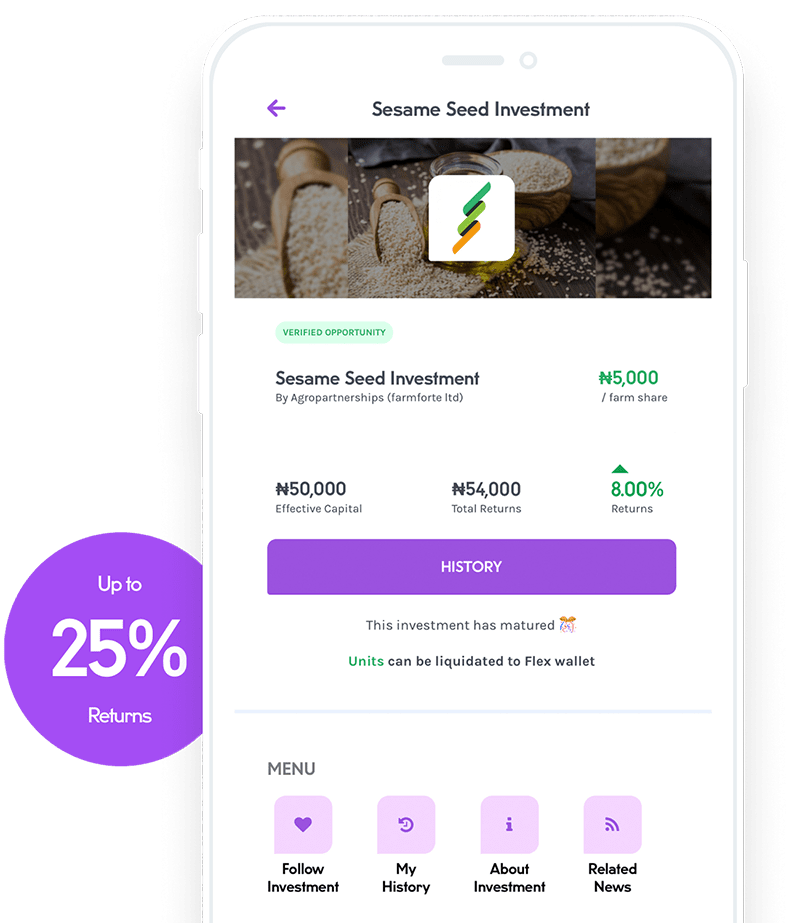 Sesame Seed Investment
VERIFIED OPPORTUNITY
Sesame Seed Investment
₦5,000
By Agropartnerships (farmforte ltd)
/ farm share
₦50,000
₦54,000
8.00%
Effective Capital
Total Returns
Returns
HISTORY
This investment has matured 🎊
Units can be liquidated to Flex wallet
Up to
25%
Returns
MENU
Follow
Investment
My
History
About
Investment
Related
News